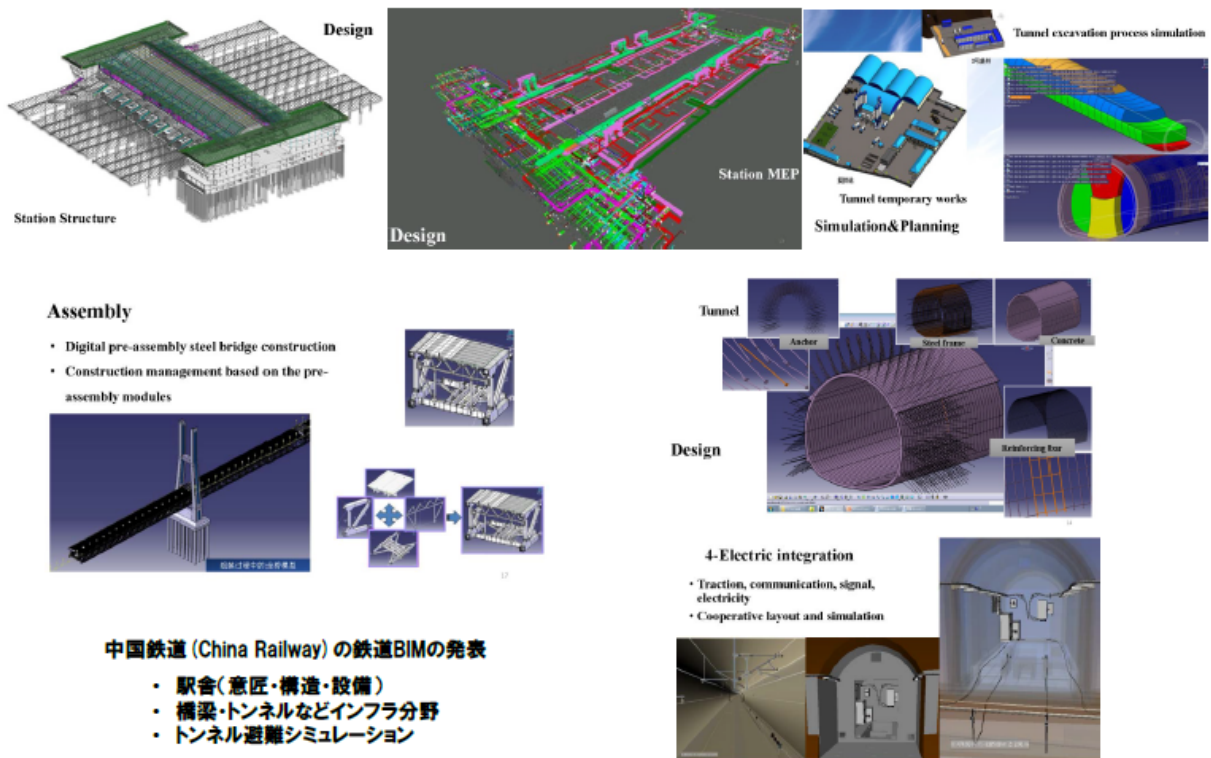 Design
Station Structure
Station MEP
Design
Tunnel excavation process simulation
Tunnel temporary works
Simulation&Planning
Assembly
• Digital pre-assembly steel bridge construction
• Construction management based on the pre-
assembly modules
17
Tunnel
Anchor
Steel frame
Concrete
Design
Reinforcing Bar
14
4-Electric integration
• Traction, communication, signal,
electricity
• Cooperative layout and simulation
中国鉄道(China Railway)の鉄道BIMの発表
• 駅舎(意匠・構造・設備)
• 橋梁・トンネルなどインフラ分野
• トンネル避難シミュレーション